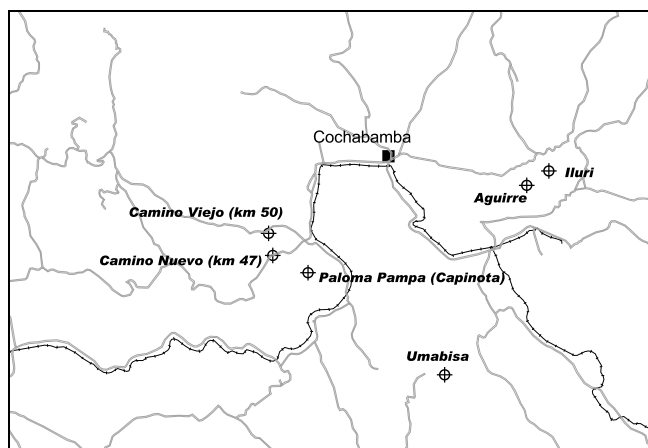 Cochabamba
Iluri
Aguirre
Camino Viejo (km 50)
Camino Nuevo (km 47)
Paloma Pampa (Capinota)
Umabisa